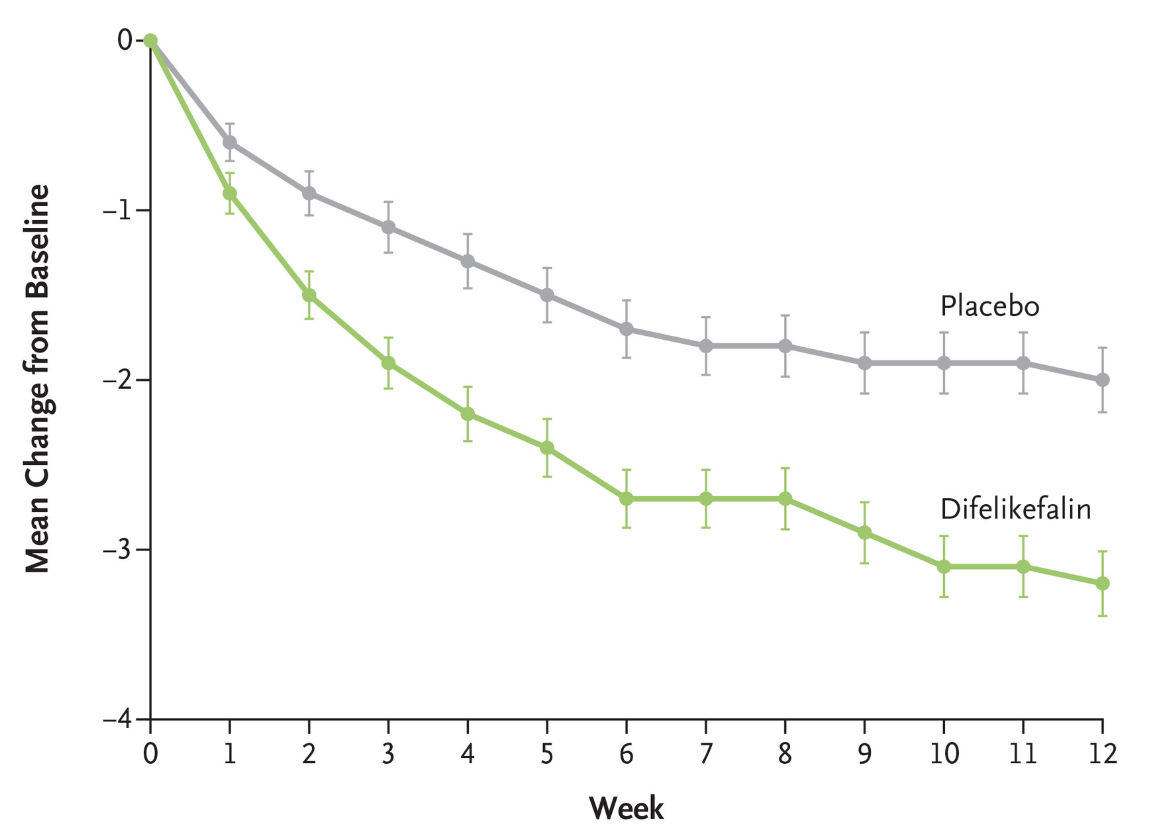 0
–1
–2
–3
–4
Mean Change from Baseline
Placebo
Difelikefalin
0 1 2 3 4 5 6 7 8 9 10 11 12
Week